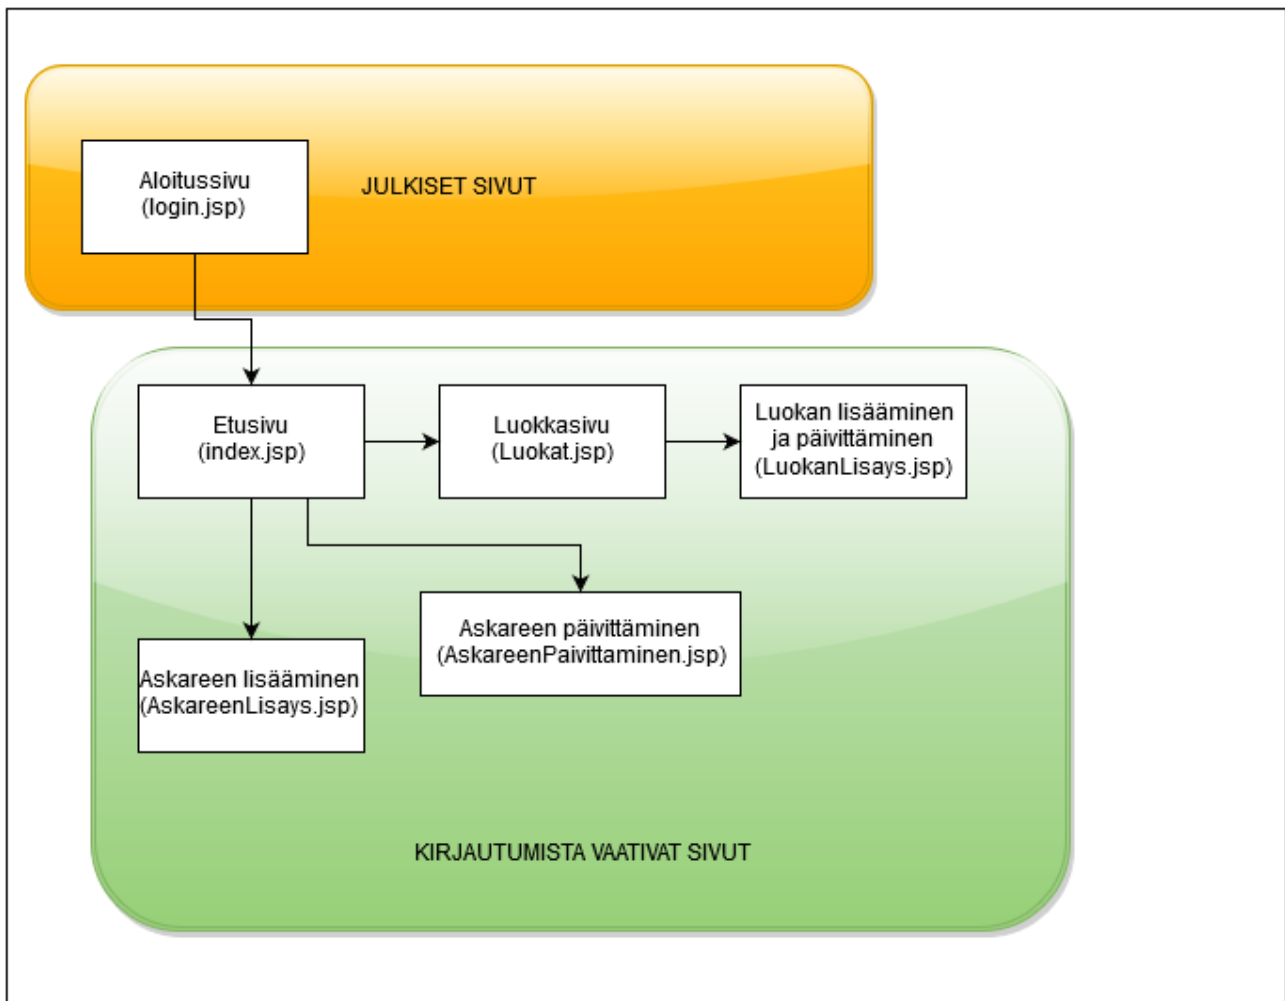 Aloitussivu
(login.jsp)
JULKISET SIVUT
Etusivu
(index.jsp)
Luokkasivu
(Luokat.jsp)
Luokan lisääminen
ja päivittäminen
(LuokanLisays.jsp)
Askareen päivittäminen
(AskareenPaivittaminen.jsp)
Askareen lisääminen
(AskareenLisays.jsp)
KIRJAUTUMISTA VAATIVAT SIVUT